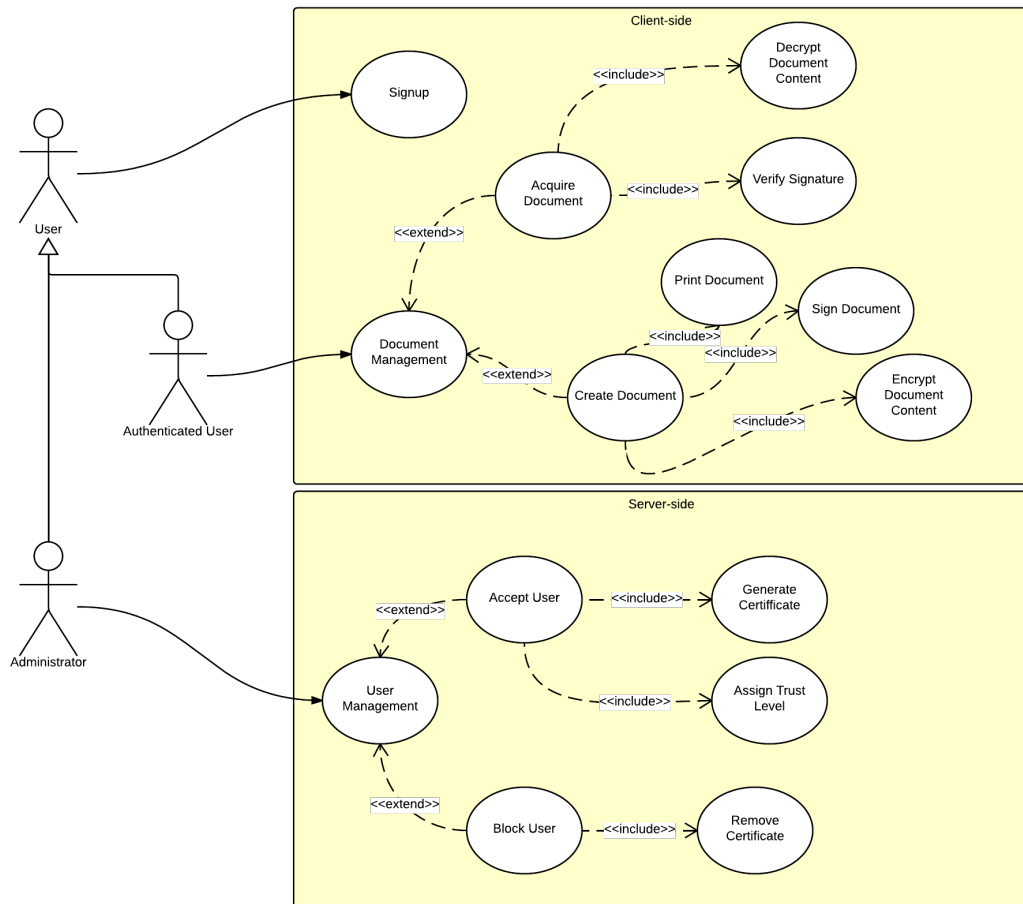 Client-side
Decrypt
Document
Content
<<include>>
Signup
Acquire
Document
<<include>>
Verify Signature
User
<<extend>>
Print Document
Sign Document
<<include>>
<<include>>
Document
Management
<<extend>>
Create Document
Encrypt
Document
Content
<<include>>
Authenticated User
Server-side
Accept User
<<include>>
Generate
Certifficate
<<extend>>
Administrator
User
Management
<<include>>
Assign Trust
Level
<<extend>>
Block User
<<include>>
Remove
Certificate